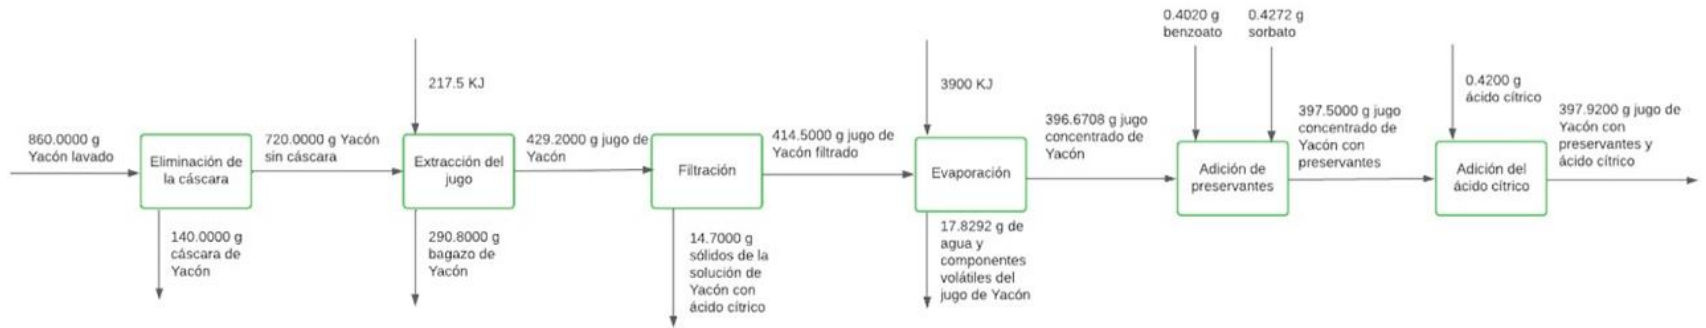 0.4020 g
benzoato
0.4272 g
sorbato
217.5 KJ
3900 KJ
0.4200 g
ácido cítrico
860.0000 g
Yacón lavado
Eliminación de
la cáscara
720.0000 g Yacón
sin cáscara
Extracción del
jugo
429.2000 g jugo de
Yacón
Filtración
414.5000 g jugo de
Yacón filtrado
Evaporación
396.6708 g jugo
concentrado de
Yacón
Adición de
preservantes
397.5000 g jugo
concentrado de
Yacón con
preservantes
Adición del
ácido cítrico
397.9200 g jugo de
Yacón con
preservantes y
ácido cítrico
140.0000 g
cáscara de
Yacón
290.8000 g
bagazo de
Yacón
14.7000 g
sólidos de la
solución de
Yacón con
ácido cítrico
17.8292 g de
agua y
componentes
volátiles del
jugo de Yacón